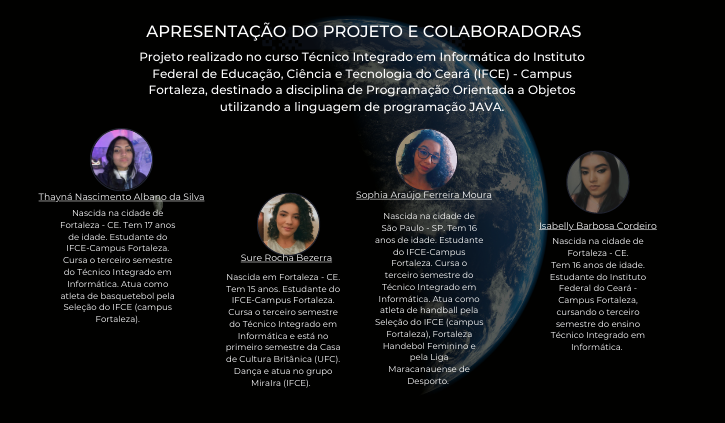 APRESENTAÇÃO DO PROJETO E COLABORADORAS
Projeto realizado no curso Técnico Integrado em Informática do Instituto
Federal de Educação, Ciência e Tecnologia do Ceará (IFCE) - Campus
Fortaleza, destinado a disciplina de Programação Orientada a Objetos
utilizando a linguagem de programação JAVA.
Thayná Nascimento Albano da Silva
Nascida na cidade de
Fortaleza - CE. Tem 17 anos
de idade. Estudante do
IFCE-Campus Fortaleza.
Cursa o terceiro semestre
do Técnico Integrado em
Informática. Atua como
atleta de basquetebol pela
Seleção do IFCE (campus
Fortaleza).
Sure Rocha Bezerra
Nascida em Fortaleza - CE.
Tem 15 anos. Estudante do
IFCE-Campus Fortaleza.
Cursa o terceiro semestre
do Técnico Integrado em
Informática e está no
primeiro semestre da Casa
de Cultura Britânica (UFC).
Dança e atua no grupo
Miralra (IFCE).
Sophia Araújo Ferreira Moura
Nascida na cidade de
São Paulo - SP. Tem 16
anos de idade. Estudante
do IFCE-Campus
Fortaleza. Cursa o
terceiro semestre do
Técnico Integrado em
Informática. Atua como
atleta de handball pela
Seleção do IFCE (campus
Fortaleza), Fortaleza
Handebol Feminino e
pela Liga
Maracanauense de
Desporto.
Isabelly Barbosa Cordeiro
Nascida na cidade de
Fortaleza - CE.
Tem 16 anos de idade.
Estudante do Instituto
Federal do Ceará -
Campus Fortaleza,
cursando o terceiro
semestre do ensino
Técnico Integrado em
Informática.